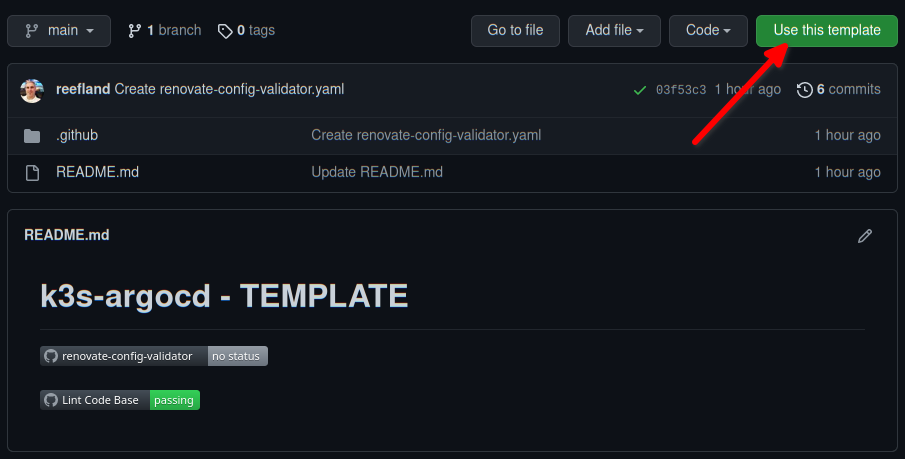 main 1 branch 0 tags Go to file Add file Code Use this template
reefland Create renovate-config-validator.yaml 03f53c3 1 hour ago 6 commits
.github Create renovate-config-validator.yaml 1 hour ago
README.md Update README.md 1 hour ago
README.md
k3s-argocd - TEMPLATE
renovate-config-validator no status
Lint Code Base passing